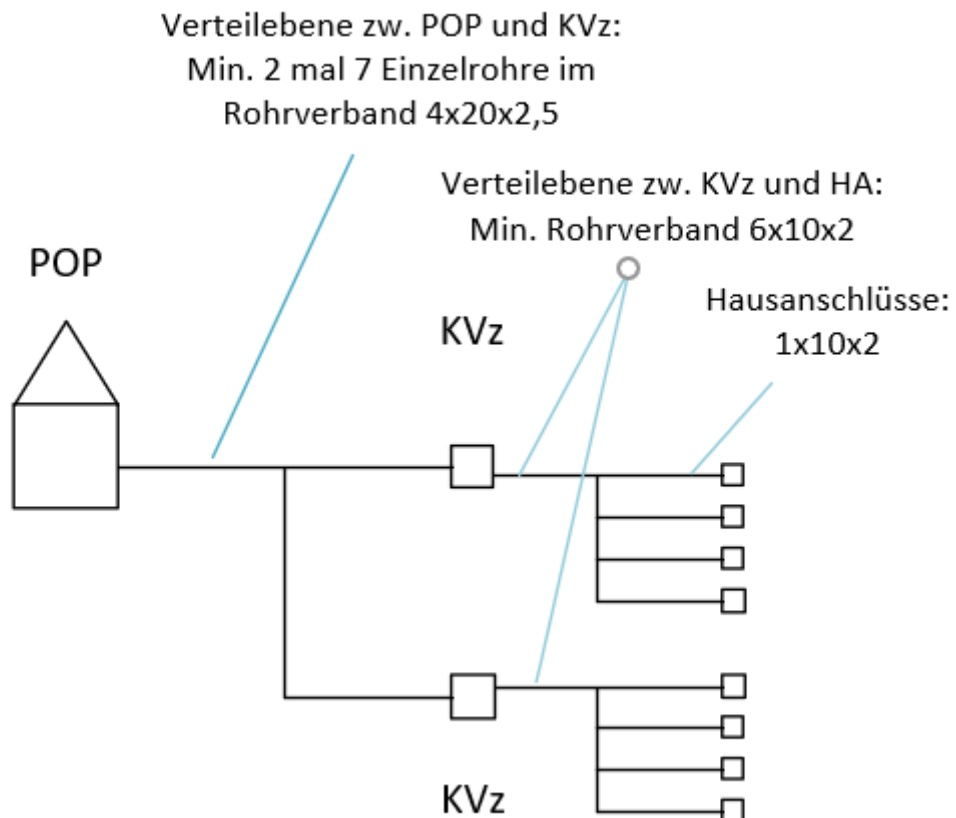 Verteilebene zw. POP und KVz:
Min. 2 mal 7 Einzelrohre im
Rohrverband 4x20x2,5
Verteilebene zw. KVz und HA:
Min. Rohrverband 6x10x2
POP
KVz
Hausanschlüsse:
1x10x2
KVz